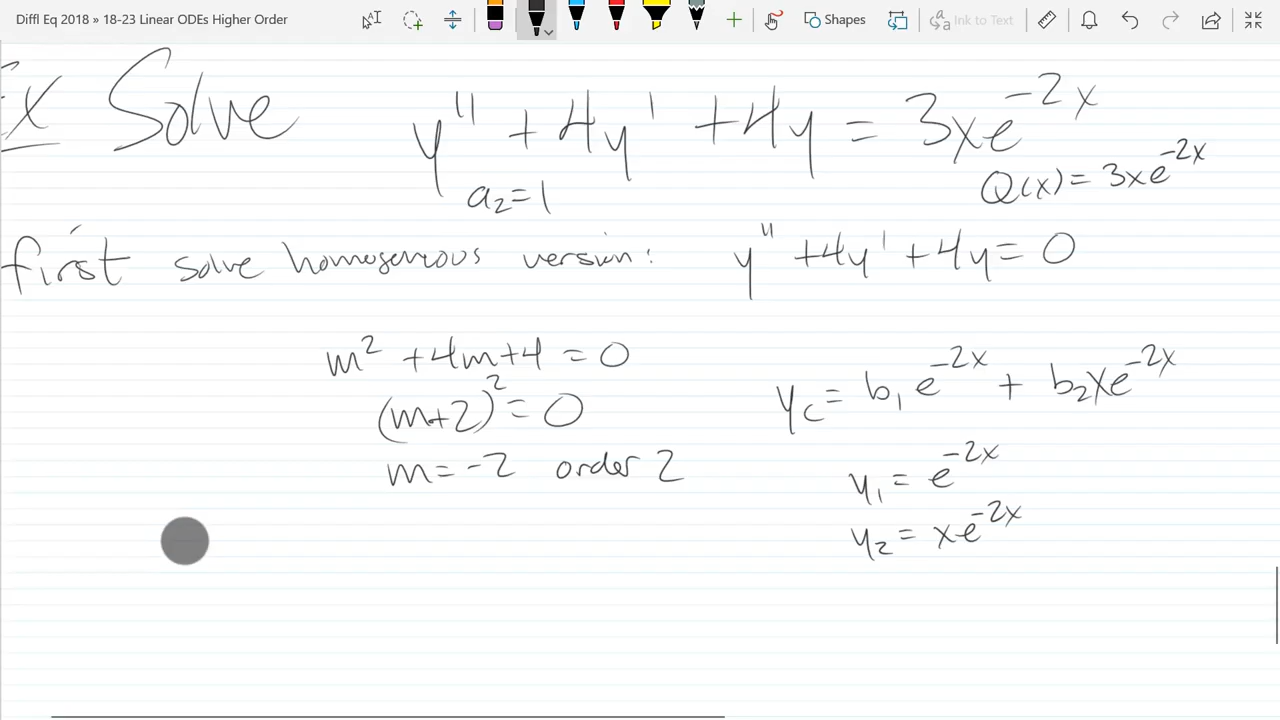 Diffl Eq 2018 » 18-23 Linear ODEs Higher Order
Shapes
Ink to Text
Ex Solve y'' + 4y' + 4y = 3xe^{-2x}
a₂ = 1
Q(x) = 3xe^{-2x}
first solve homogeneous version: y'' + 4y' + 4y = 0
m² + 4m + 4 = 0
(m+2)² = 0
m = -2 order 2
y_c = b₁e^{-2x} + b₂xe^{-2x}
y₁ = e^{-2x}
y₂ = xe^{-2x}